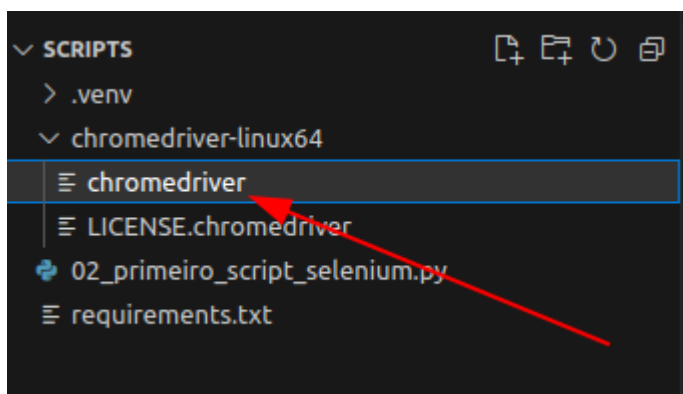 SCRIPTS
.venv
chromedriver-linux64
chromedriver
LICENSE.chromedriver
02_primeiro_script_selenium.py
requirements.txt